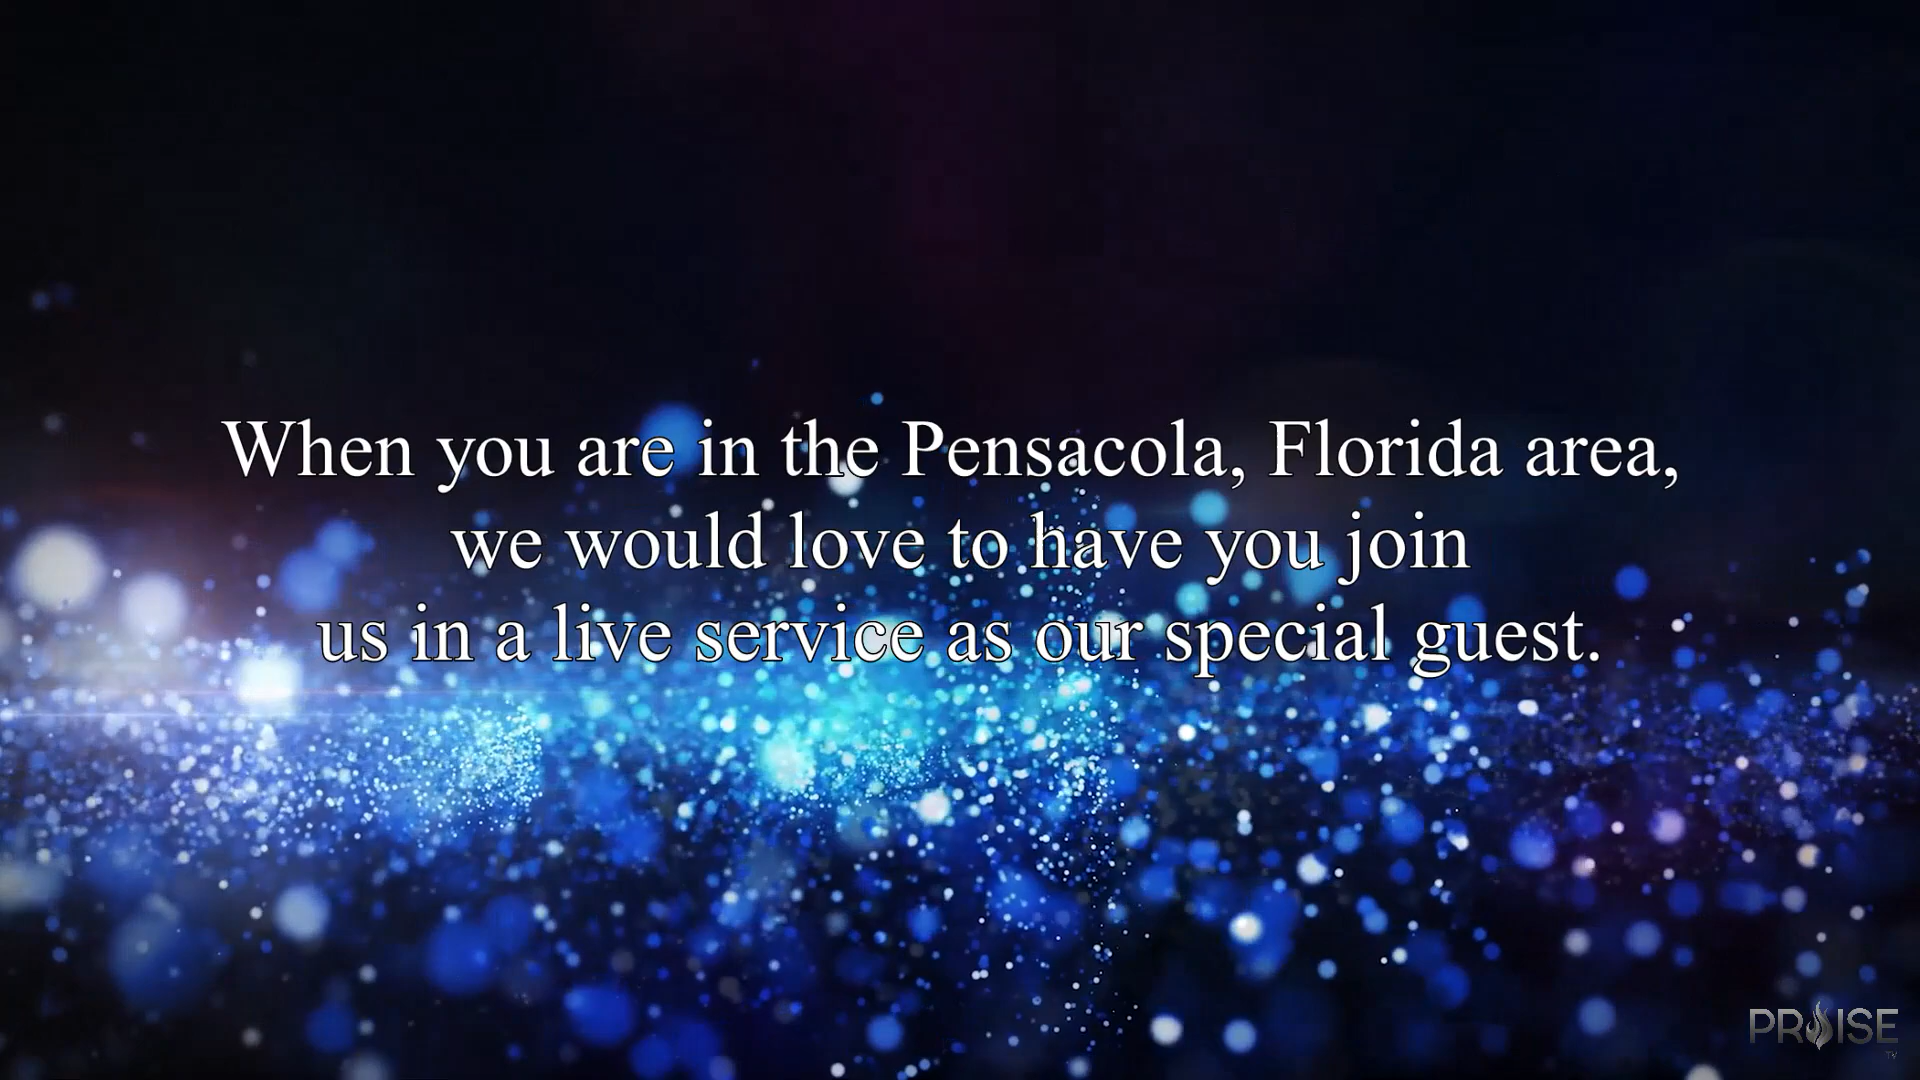 When you are in the Pensacola, Florida area,
we would love to have you join
us in a live service as our special guest.
PRAISE
TV